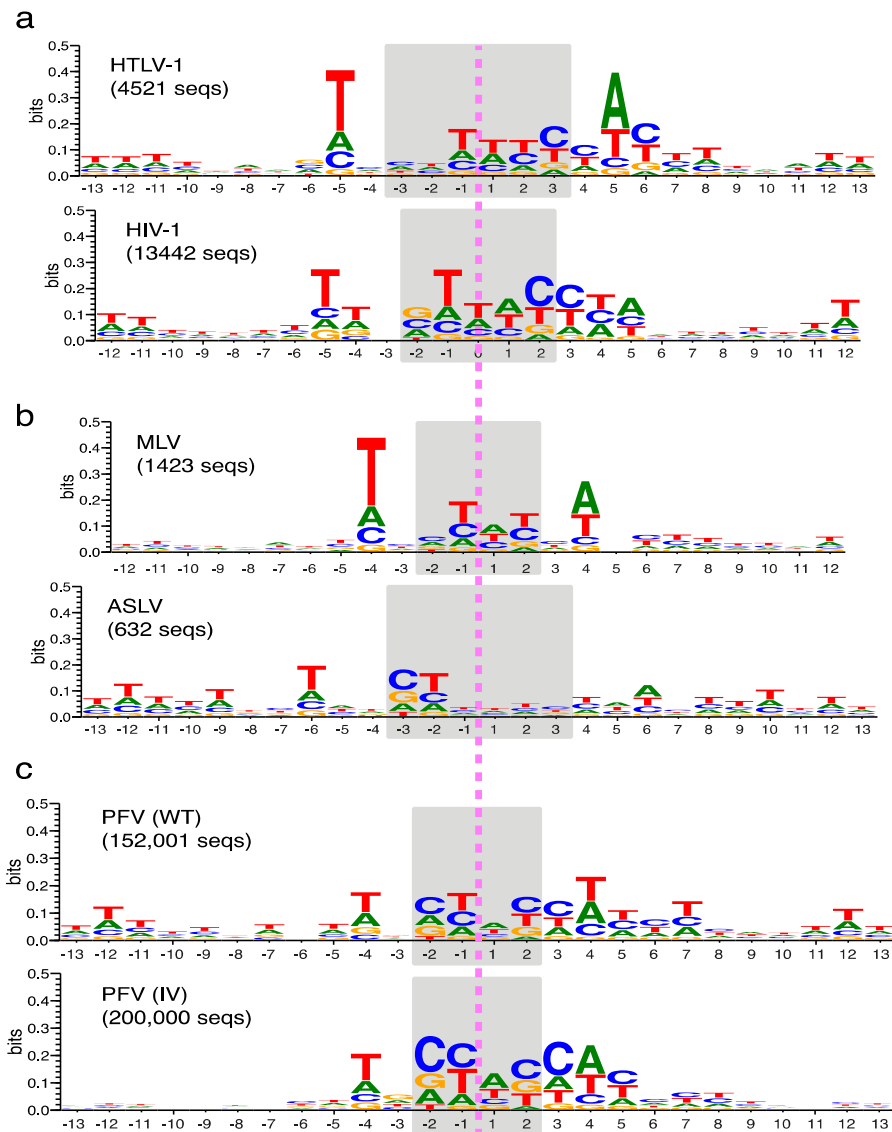 a
0.5
0.4
0.3
0.2
0.1
0.0
bits
HTLV-1
(4521 seqs)
-13 -12 -11 -10 -9 -8 -7 -6 -5 -4 -3 -2 -1 1 2 3 4 5 6 7 8 9 10 11 12 13
0.5
0.4
0.3
0.2
0.1
0.0
bits
HIV-1
(13442 seqs)
-12 -11 -10 -9 -8 -7 -6 -5 -4 -3 -2 -1 0 1 2 3 4 5 6 7 8 9 10 11 12
b
0.5
0.4
0.3
0.2
0.1
0.0
bits
MLV
(1423 seqs)
-12 -11 -10 -9 -8 -7 -6 -5 -4 -3 -2 -1 1 2 3 4 5 6 7 8 9 10 11 12
0.5
0.4
0.3
0.2
0.1
0.0
bits
ASLV
(632 seqs)
-13 -12 -11 -10 -9 -8 -7 -6 -5 -4 -3 -2 -1 1 2 3 4 5 6 7 8 9 10 11 12 13
c
0.5
0.4
0.3
0.2
0.1
0.0
bits
PFV (WT)
(152,001 seqs)
-13 -12 -11 -10 -9 -8 -7 -6 -5 -4 -3 -2 -1 1 2 3 4 5 6 7 8 9 10 11 12 13
0.5
0.4
0.3
0.2
0.1
0.0
bits
PFV (IV)
(200,000 seqs)
-13 -12 -11 -10 -9 -8 -7 -6 -5 -4 -3 -2 -1 1 2 3 4 5 6 7 8 9 10 11 12 13